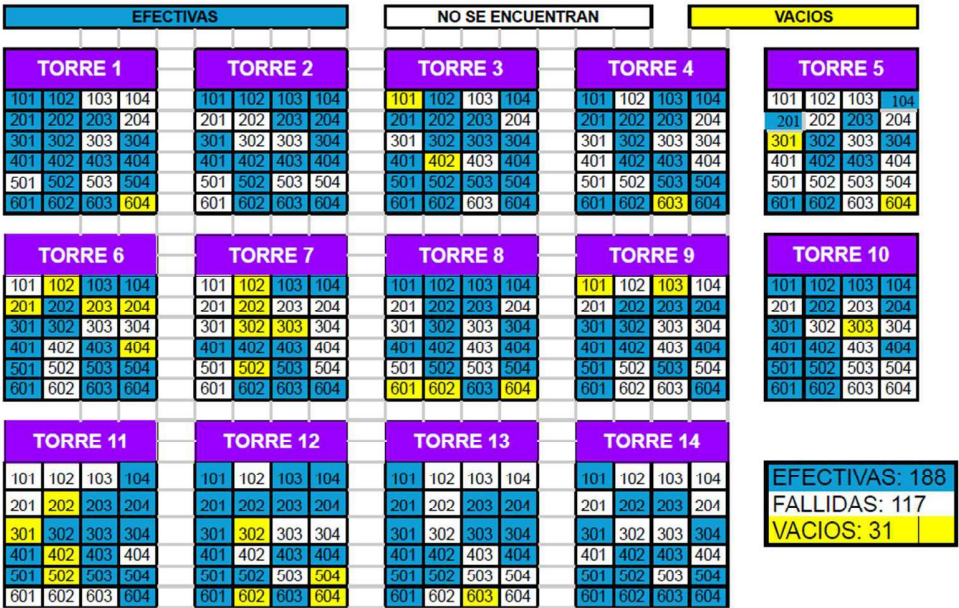 EFECTIVAS NO SE ENCUENTRAN VACIOS
TORRE 1 TORRE 2 TORRE 3 TORRE 4 TORRE 5
101 102 103 104 101 102 103 104 101 102 103 104 101 102 103 104 101 102 103 104
201 202 203 204 201 202 203 204 201 202 203 204 201 202 203 204 201 202 203 204
301 302 303 304 301 302 303 304 301 302 303 304 301 302 303 304 301 302 303 304
401 402 403 404 401 402 403 404 401 402 403 404 401 402 403 404 401 402 403 404
501 502 503 504 501 502 503 504 501 502 503 504 501 502 503 504 501 502 503 504
601 602 603 604 601 602 603 604 601 602 603 604 601 602 603 604 601 602 603 604
TORRE 6 TORRE 7 TORRE 8 TORRE 9 TORRE 10
101 102 103 104 101 102 103 104 101 102 103 104 101 102 103 104 101 102 103 104
201 202 203 204 201 202 203 204 201 202 203 204 201 202 203 204 201 202 203 204
301 302 303 304 301 302 303 304 301 302 303 304 301 302 303 304 301 302 303 304
401 402 403 404 401 402 403 404 401 402 403 404 401 402 403 404 401 402 403 404
501 502 503 504 501 502 503 504 501 502 503 504 501 502 503 504 501 502 503 504
601 602 603 604 601 602 603 604 601 602 603 604 601 602 603 604 601 602 603 604
TORRE 11 TORRE 12 TORRE 13 TORRE 14
101 102 103 104 101 102 103 104 101 102 103 104 101 102 103 104
201 202 203 204 201 202 203 204 201 202 203 204 201 202 203 204
301 302 303 304 301 302 303 304 301 302 303 304 301 302 303 304
401 402 403 404 401 402 403 404 401 402 403 404 401 402 403 404
501 502 503 504 501 502 503 504 501 502 503 504 501 502 503 504
601 602 603 604 601 602 603 604 601 602 603 604 601 602 603 604
EFECTIVAS: 188
FALLIDAS: 117
VACIOS: 31